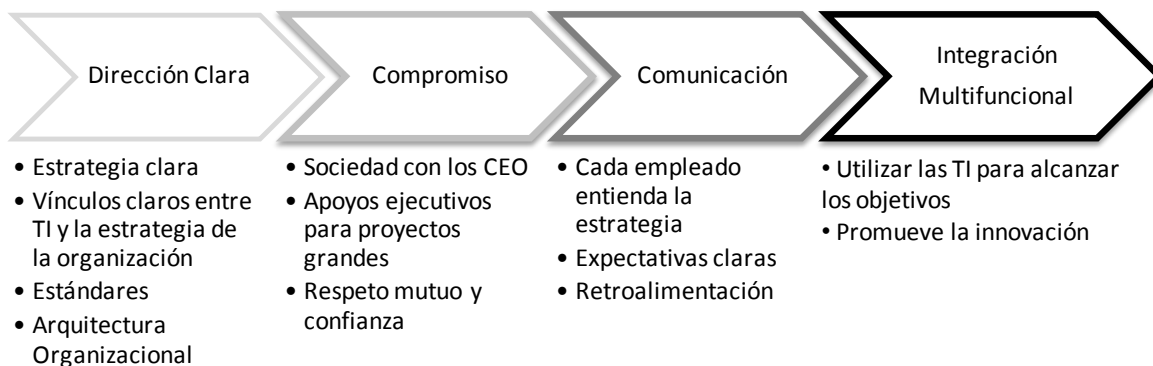 Dirección Clara
• Estrategia clara
• Vínculos claros entre
TI y la estrategia de
la organización
• Estándares
• Arquitectura
Organizacional
Compromiso
• Sociedad con los CEO
• Apoyos ejecutivos
para proyectos
grandes
• Respeto mutuo y
confianza
Comunicación
• Cada empleado
entienda la
estrategia
• Expectativas claras
• Retroalimentación
Integración
Multifuncional
• Utilizar las TI para alcanzar
los objetivos
• Promueve la innovación